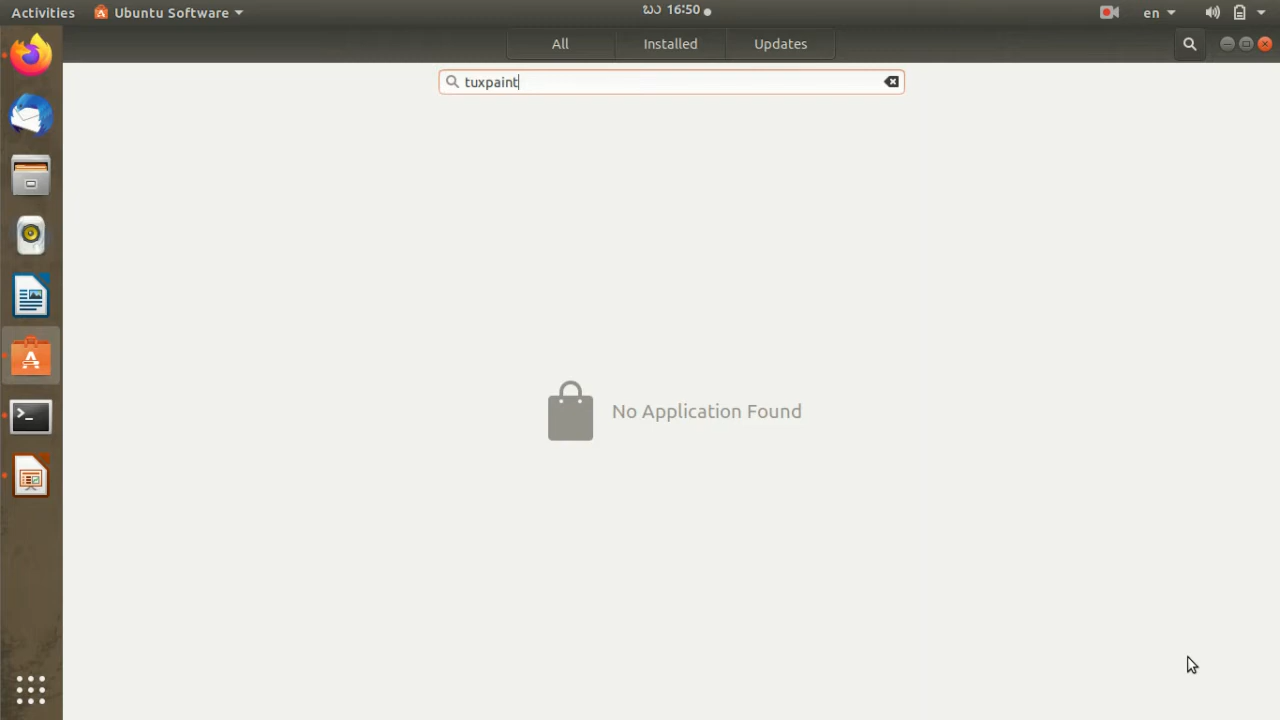 Activities
Ubuntu Software
ඞා 16:50
en
All
Installed
Updates
tuxpaint
No Application Found